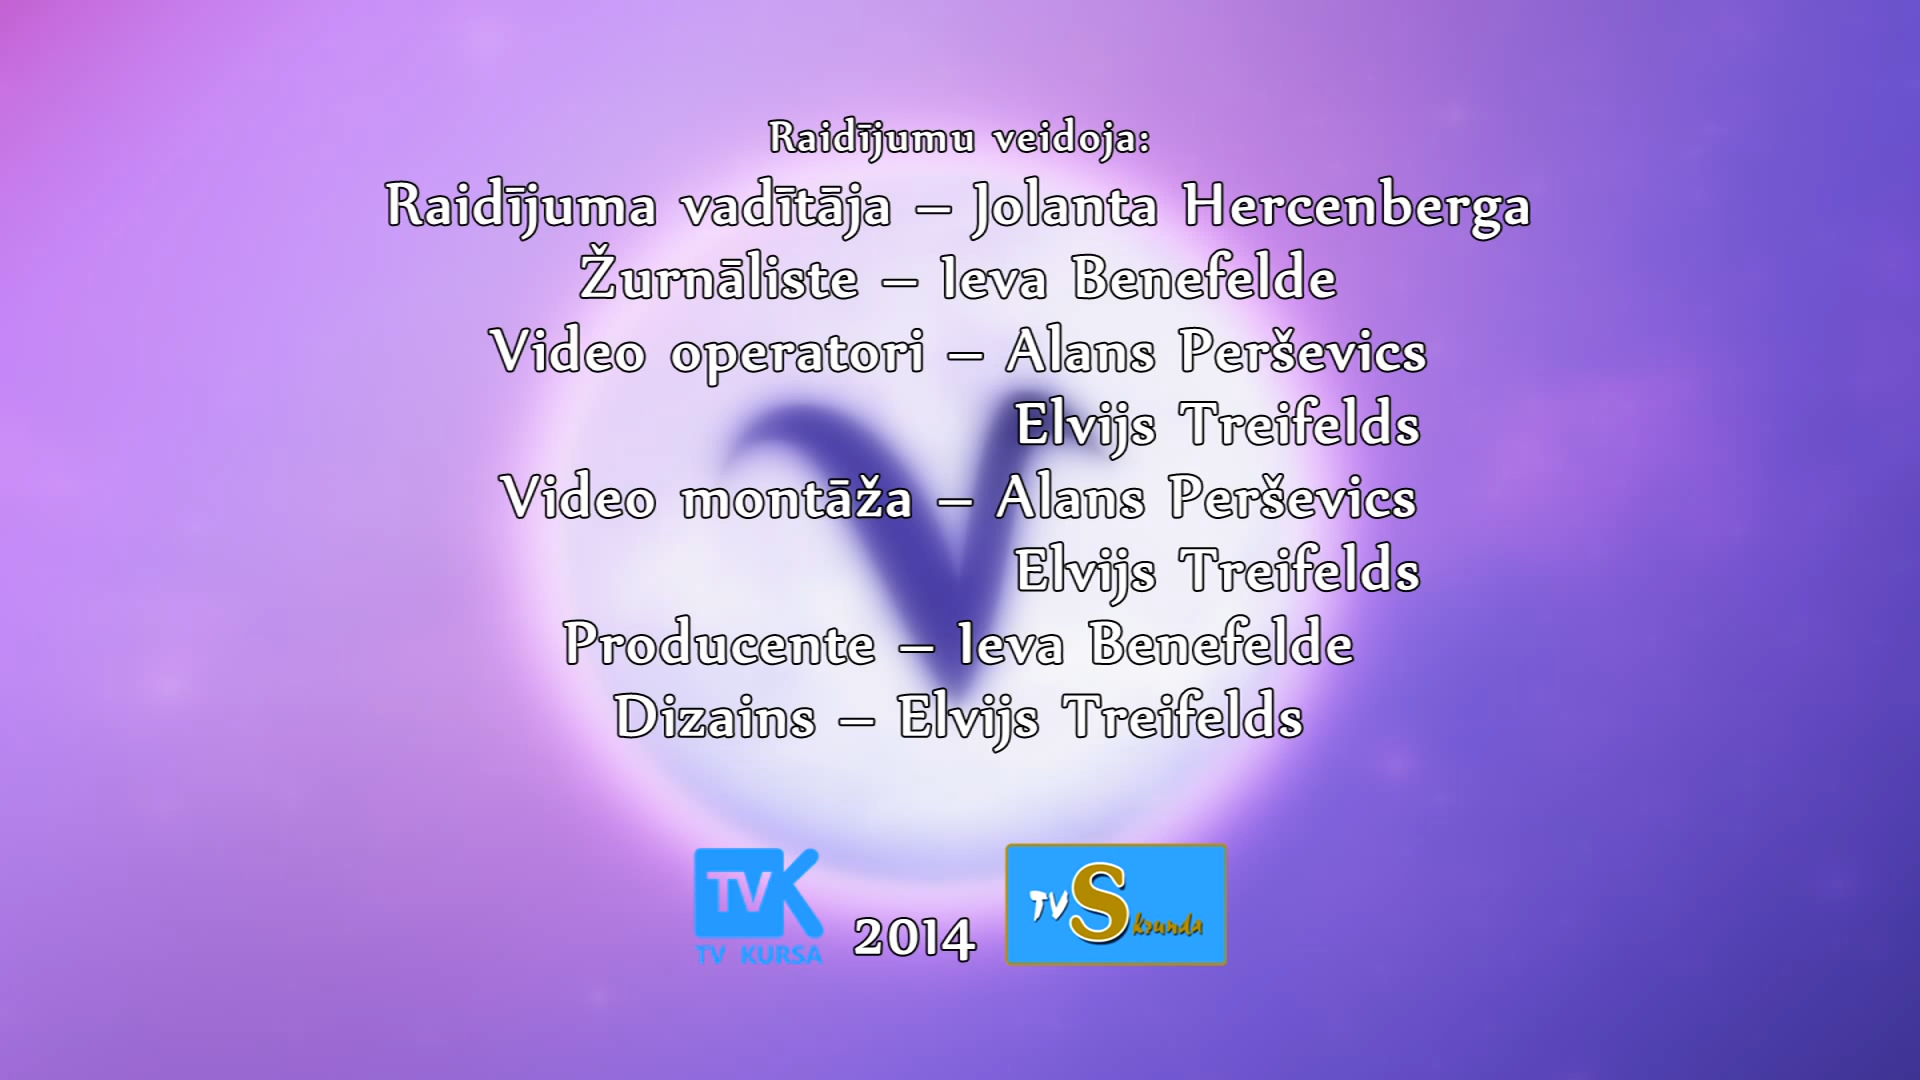 Raidījumu veidoja:
Raidījuma vadītāja – Jolanta Hercenberga
Žurnāliste – Ieva Benefelde
Video operatori – Alans Perševics
Elvijs Treifelds
Video montāža – Alans Perševics
Elvijs Treifelds
Producente – Ieva Benefelde
Dizains – Elvijs Treifelds
TVK
TV KURSA
2014
TV Skrunda